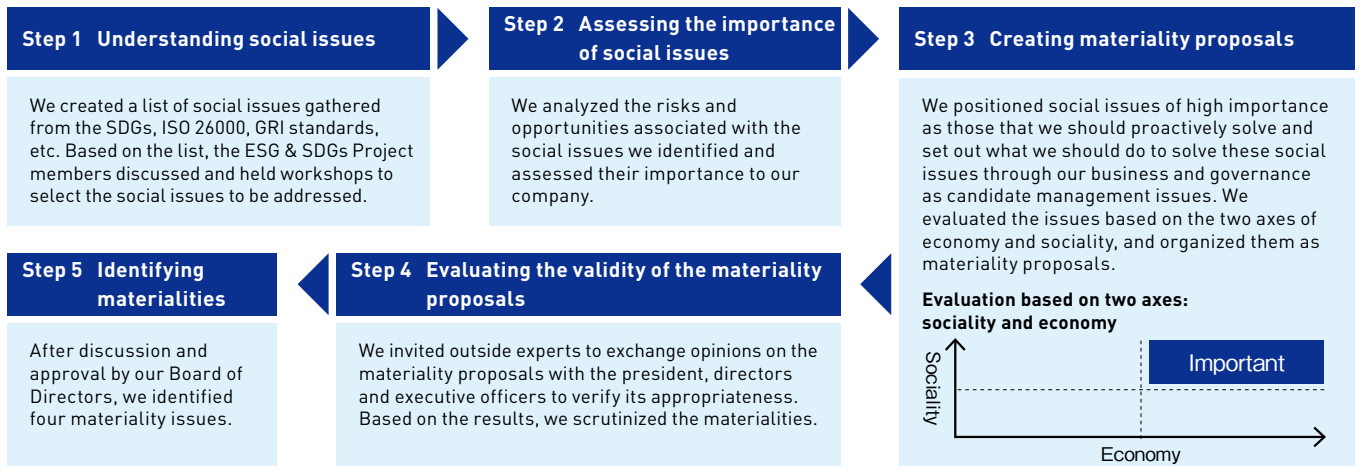 Step 1 Understanding social issues
We created a list of social issues gathered
from the SDGs, ISO 26000, GRI standards,
etc. Based on the list, the ESG & SDGs Project
members discussed and held workshops to
select the social issues to be addressed.
Step 2 Assessing the importance
of social issues
We analyzed the risks and
opportunities associated with the
social issues we identified and
assessed their importance to our
company.
Step 3 Creating materiality proposals
We positioned social issues of high importance
as those that we should proactively solve and
set out what we should do to solve these social
issues through our business and governance
as candidate management issues. We
evaluated the issues based on the two axes of
economy and sociality, and organized them as
materiality proposals.
Evaluation based on two axes:
sociality and economy
Sociality
Important
Economy
Step 4 Evaluating the validity of the materiality
proposals
We invited outside experts to exchange opinions on the
materiality proposals with the president, directors
and executive officers to verify its appropriateness.
Based on the results, we scrutinized the materialities.
Step 5 Identifying
materialities
After discussion and
approval by our Board of
Directors, we identified
four materiality issues.